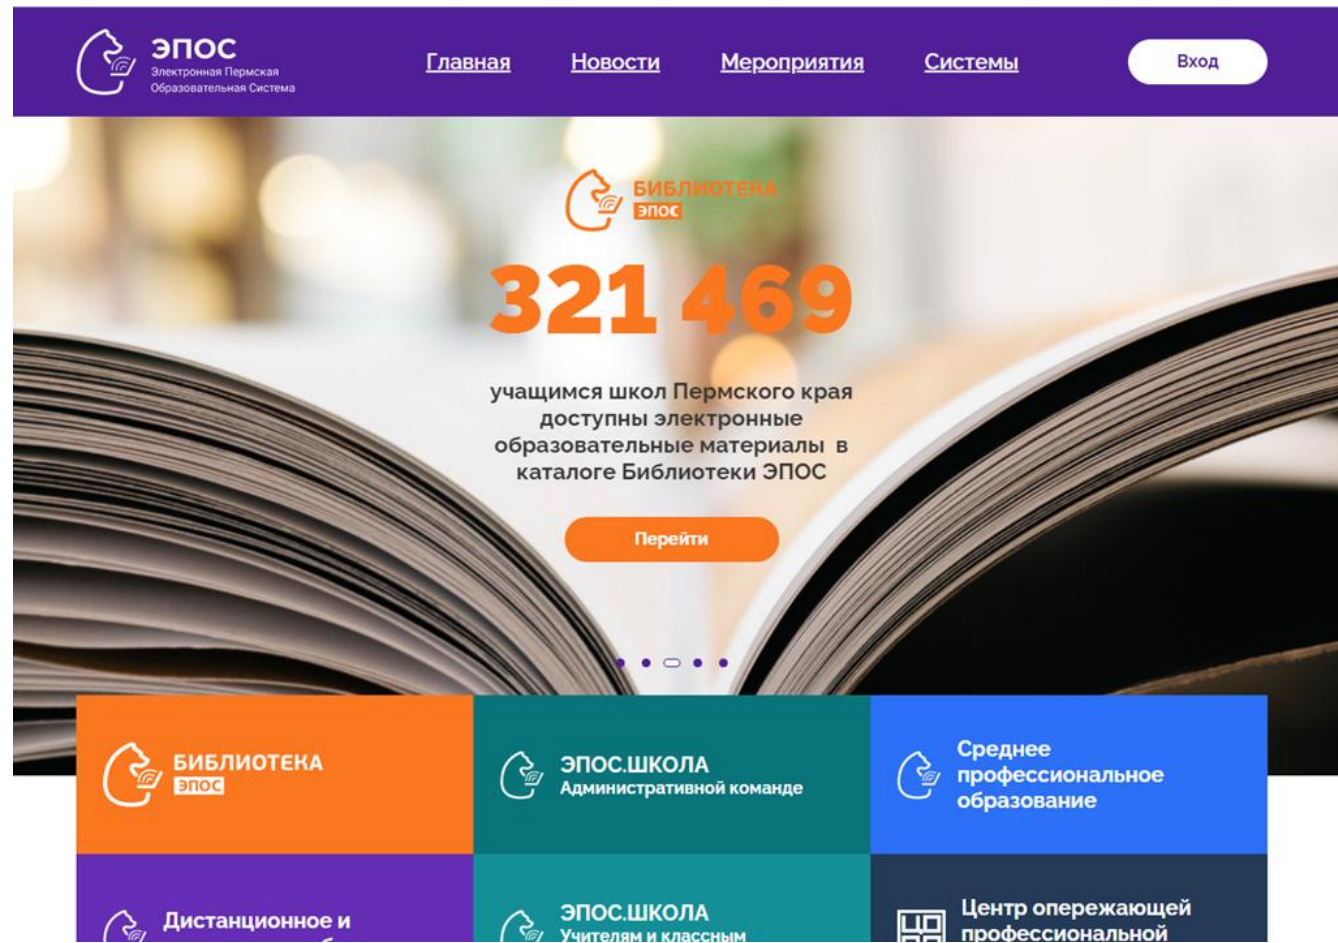 ЭПОС
Электронная Пермская
Образовательная Система
Главная
Новости
Мероприятия
Системы
Вход
БИБЛИОТЕКА
ЭПОС
321 469
учащимся школ Пермского края
доступны электронные
образовательные материалы в
каталоге Библиотеки ЭПОС
Перейти
БИБЛИОТЕКА
ЭПОС
ЭПОС.ШКОЛА
Административной команде
Среднее
профессиональное
образование
Дистанционное и
ЭПОС.ШКОЛА
Учителям и классным
Центр опережающей
профессиональной